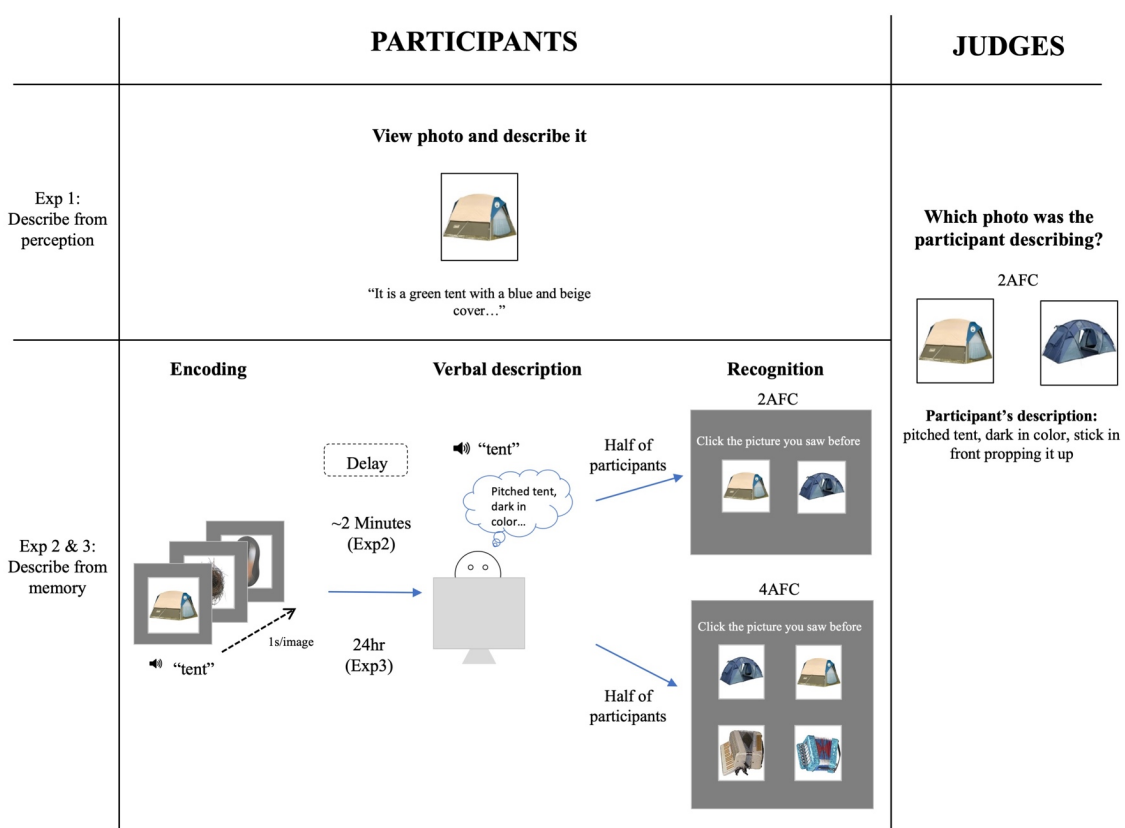 PARTICIPANTS
JUDGES
Exp 1:
Describe from
perception
View photo and describe it
“It is a green tent with a blue and beige
cover…”
Exp 2 & 3:
Describe from
memory
Encoding
“tent”
1s/image
Delay
~2 Minutes
(Exp2)
24hr
(Exp3)
Verbal description
“tent”
Pitched tent,
dark in
color…
Half of
participants
Half of
participants
Recognition
2AFC
Click the picture you saw before
4AFC
Click the picture you saw before
Which photo was the
participant describing?
2AFC
Participant’s description:
pitched tent, dark in color, stick in
front propping it up